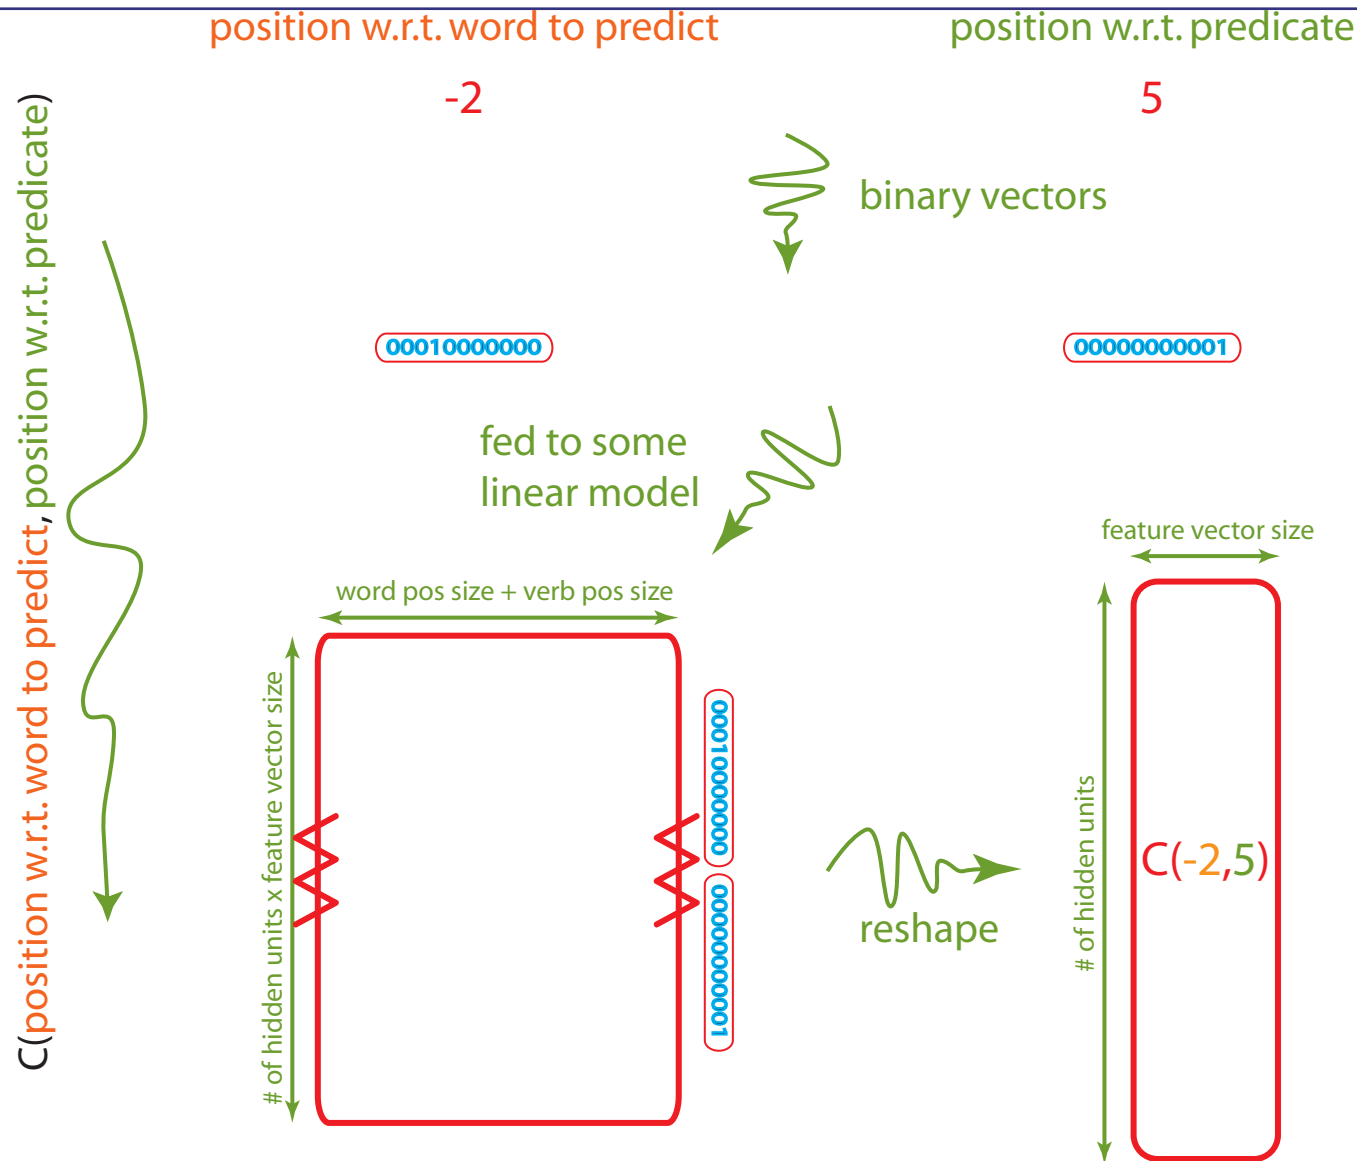 position w.r.t. word to predict
position w.r.t. predicate
-2
5
C(position w.r.t. word to predict, position w.r.t. predicate)
binary vectors
00010000000
00000000001
fed to some
linear model
feature vector size
word pos size + verb pos size
# of hidden units x feature vector size
00010000000
00000000001
reshape
# of hidden units
C(-2,5)